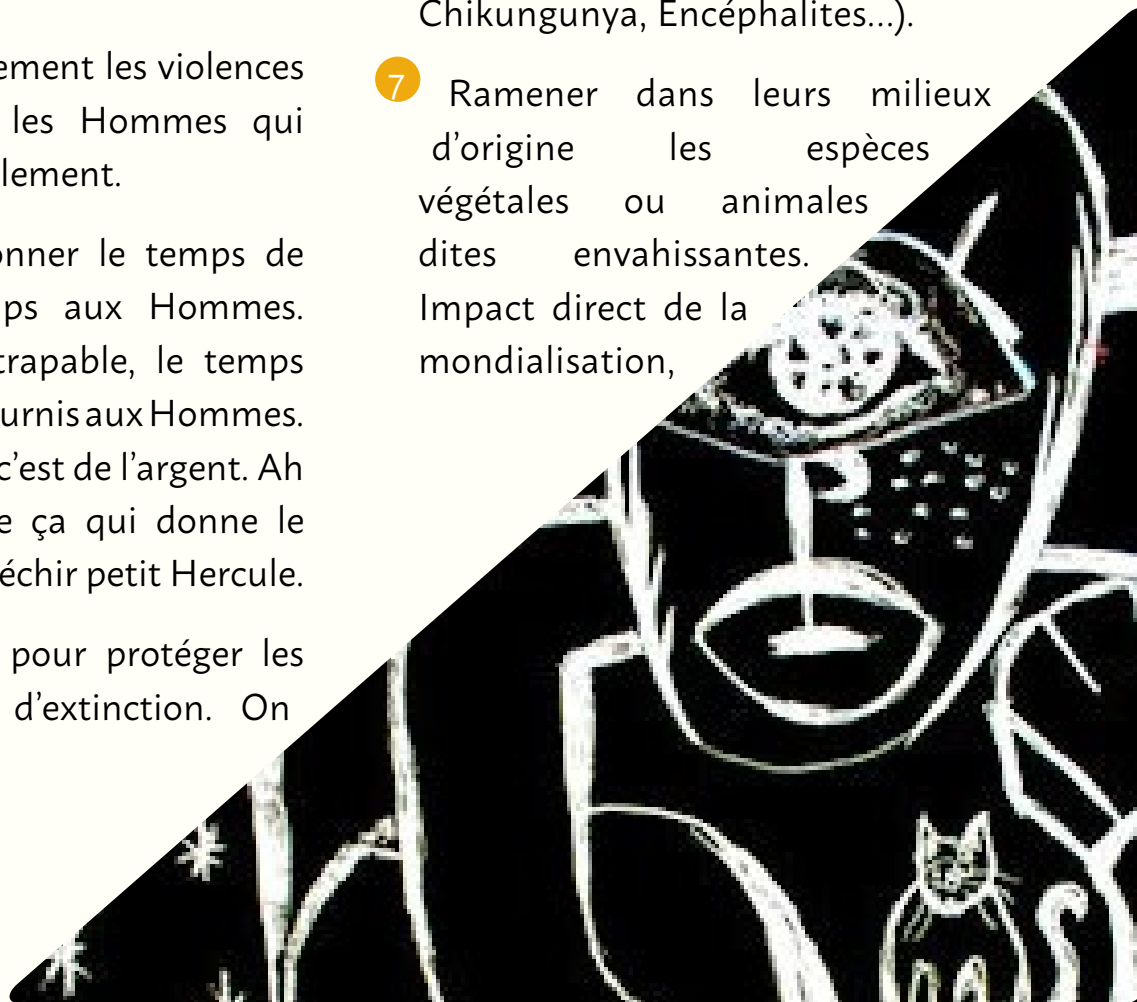 ement les violences
les Hommes qui
lement.
onner le temps de
ps aux Hommes.
trapable, le temps
urnis aux Hommes.
c’est de l’argent. Ah
e ça qui donne le
échir petit Hercule.
pour protéger les
d’extinction. On
Chikungunya, Encéphalites...).
7 Ramener dans leurs milieux
d’origine les espèces
végétales ou animales
dites envahissantes.
Impact direct de la
mondialisation,